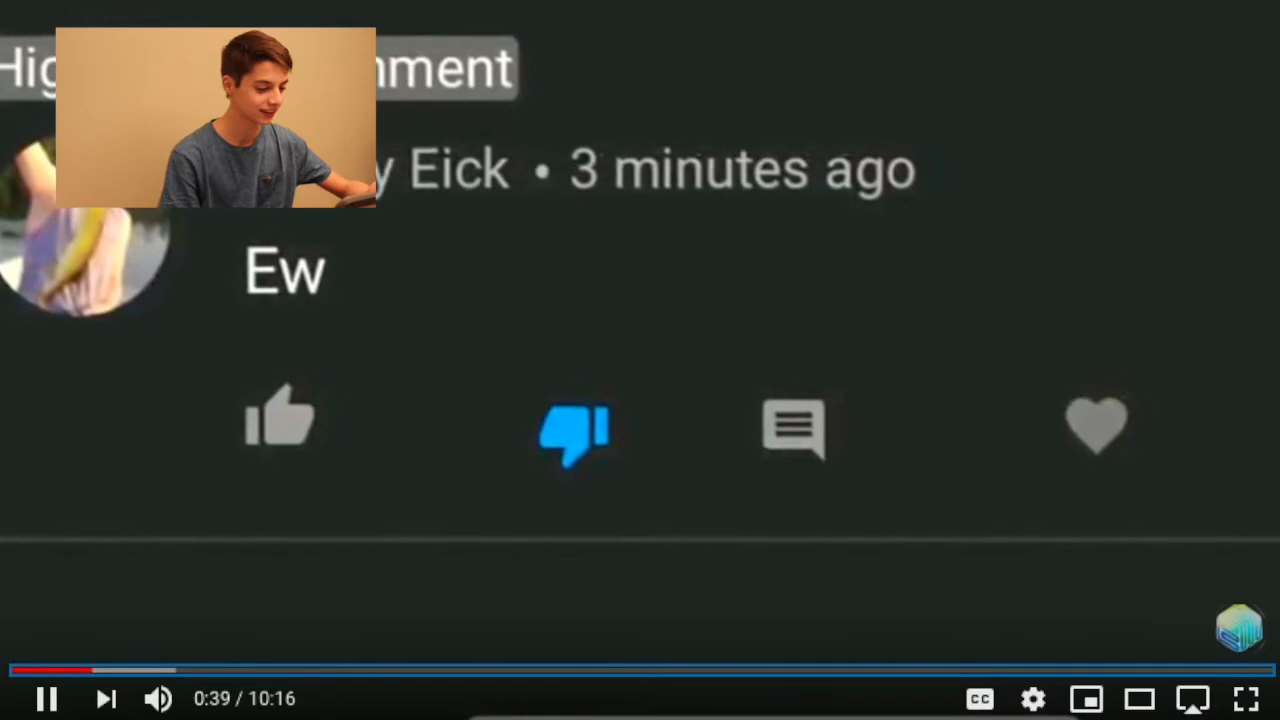 Hig nment
y Eick • 3 minutes ago
Ew
0:39 / 10:16
CC